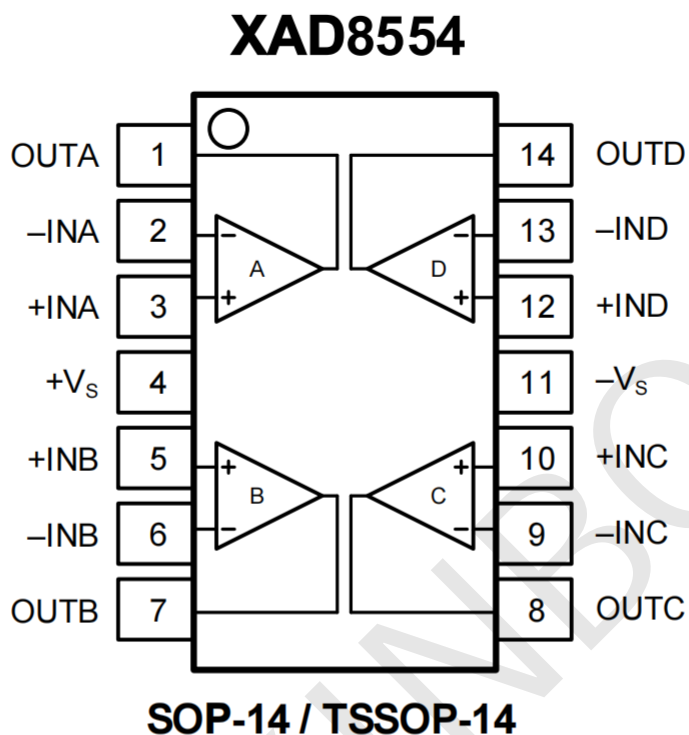 XAD8554
OUTA 1 14 OUTD
–INA 2 – – 13 –IND
A D
+INA 3 + + 12 +IND
+VS 4 11 –VS
+INB 5 + + 10 +INC
B C
–INB 6 – – 9 –INC
OUTB 7 8 OUTC
SOP-14 / TSSOP-14